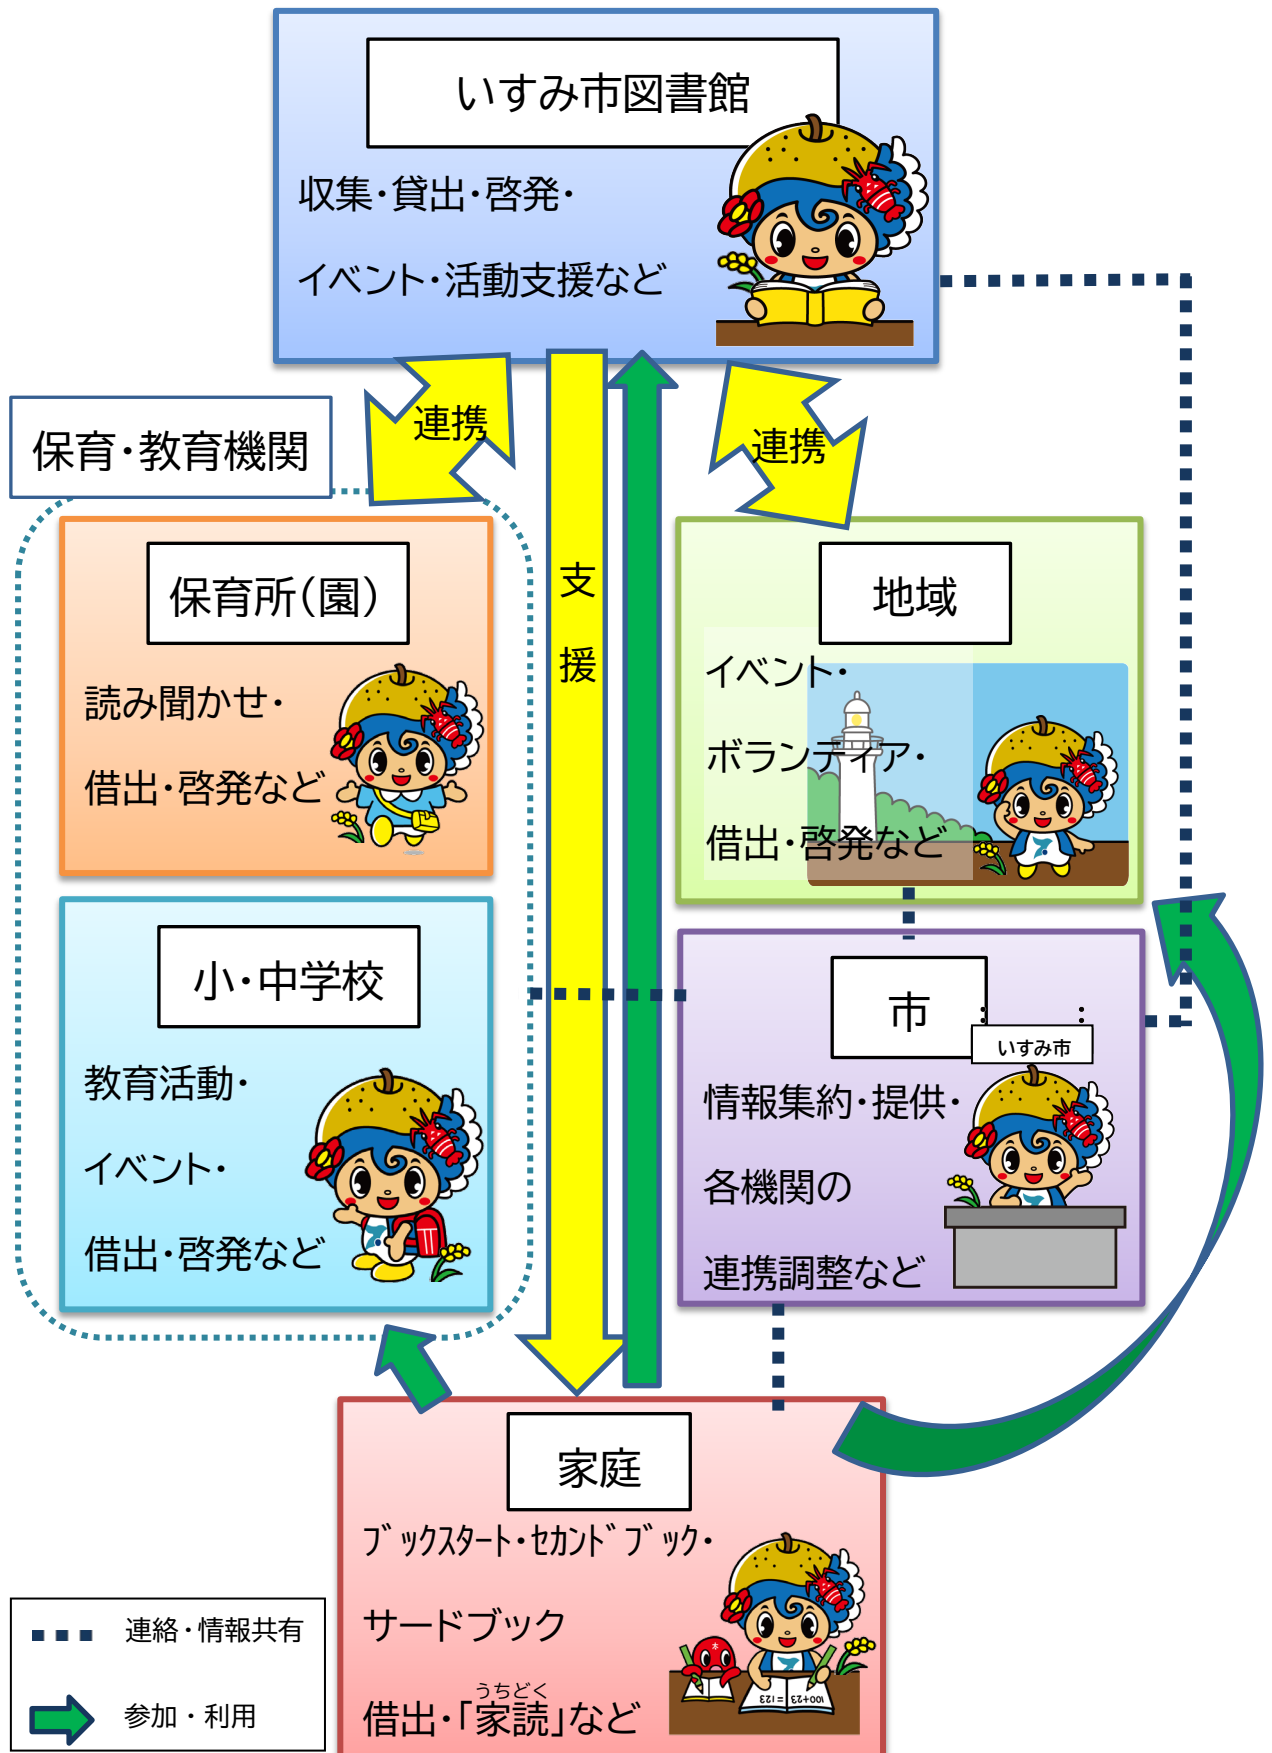 いすみ市図書館
収集・貸出・啓発・
イベント・活動支援など
連携
連携
保育・教育機関
支
援
保育所(園)
読み聞かせ・
借出・啓発など
地域
イベント・
ボランティア・
借出・啓発など
小・中学校
教育活動・
イベント・
借出・啓発など
市
いすみ市
情報集約・提供・
各機関の
連携調整など
家庭
ブックスタート・セカンドブック・
サードブック
うちどく
借出・「家読」など
100+23=123
連絡・情報共有
参加・利用